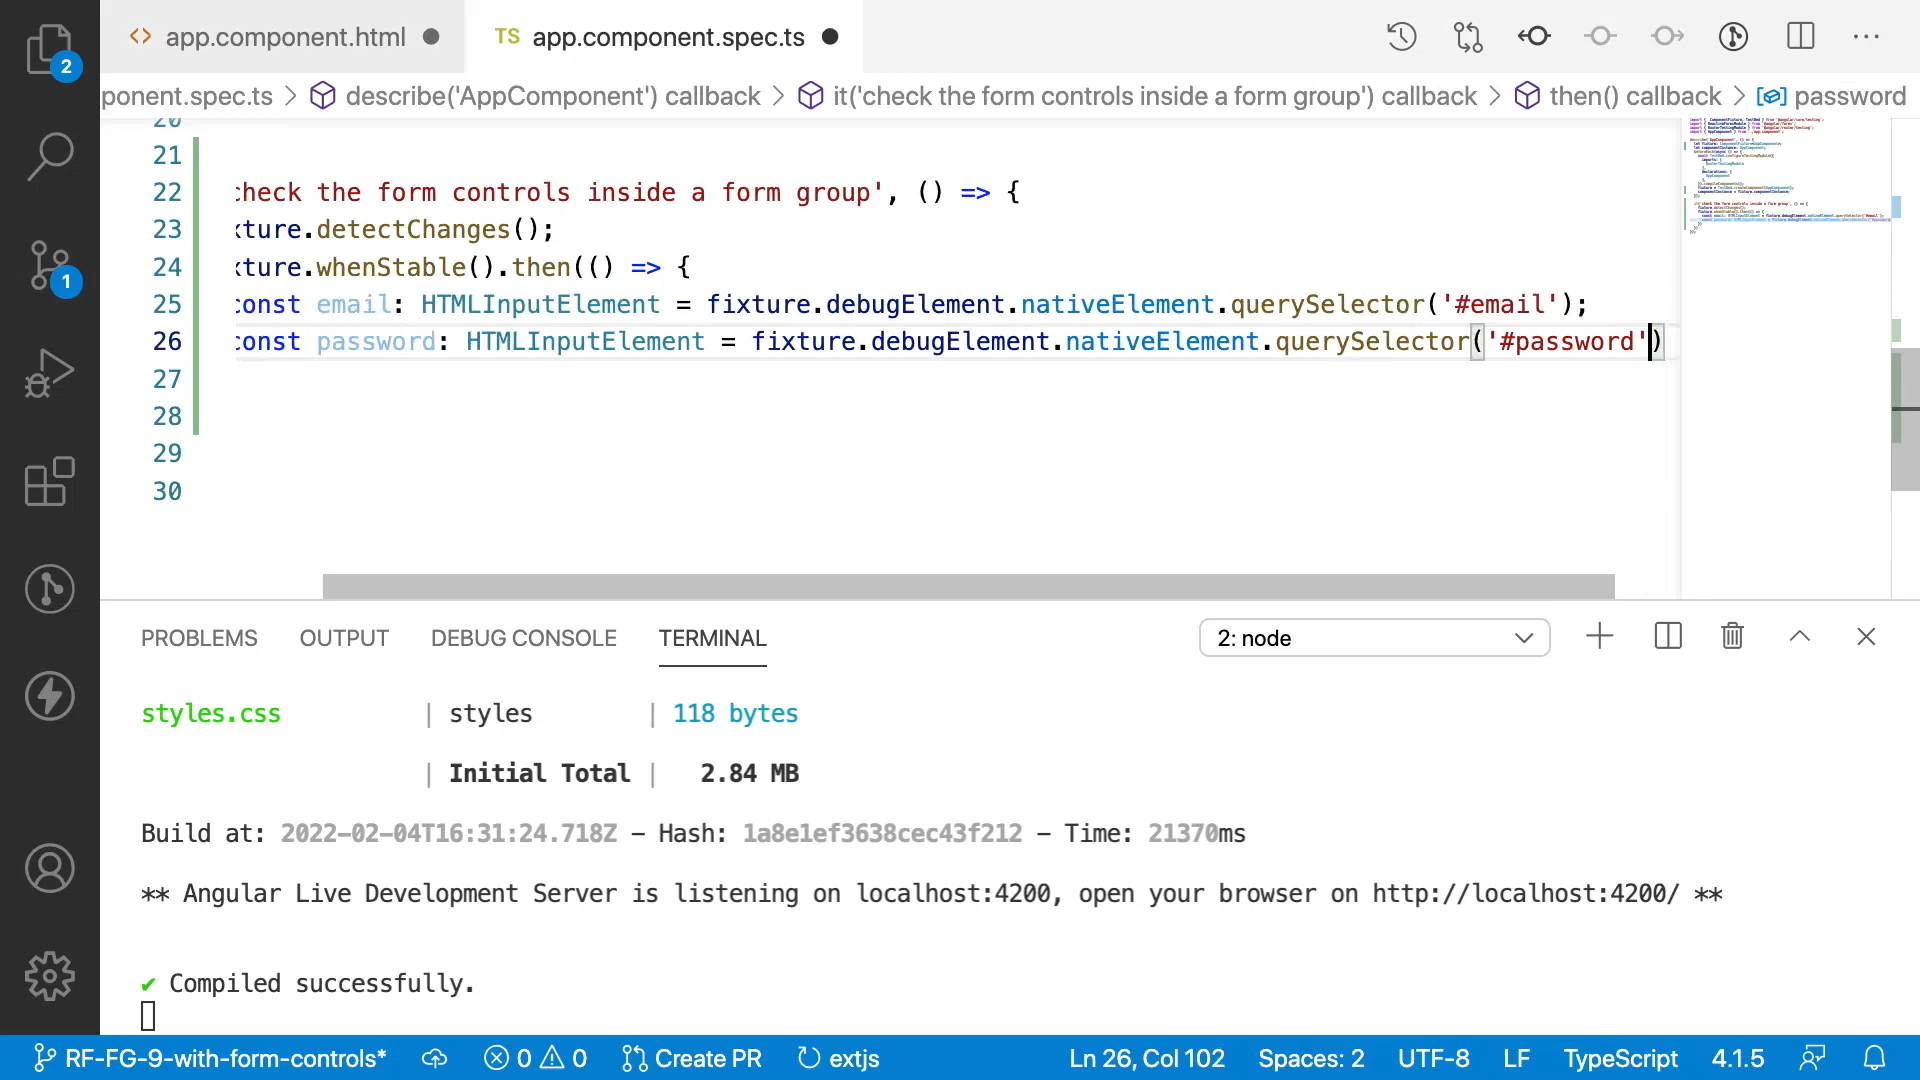 app.component.html
TS app.component.spec.ts
2
ponent.spec.ts > describe('AppComponent') callback > it('check the form controls inside a form group') callback > then() callback > password
20
21
22 check the form controls inside a form group', () => {
23 xture.detectChanges();
24 xture.whenStable().then(() => {
25 const email: HTMLInputElement = fixture.debugElement.nativeElement.querySelector('#email');
26 const password: HTMLInputElement = fixture.debugElement.nativeElement.querySelector('#password')
27
28
29
30
1
PROBLEMS OUTPUT DEBUG CONSOLE TERMINAL 2: node
styles.css | styles | 118 bytes
| Initial Total | 2.84 MB
Build at: 2022-02-04T16:31:24.718Z - Hash: 1a8e1ef3638cec43f212 - Time: 21370ms
** Angular Live Development Server is listening on localhost:4200, open your browser on http://localhost:4200/ **
✔ Compiled successfully.
RF-FG-9-with-form-controls* 0 0 Create PR extjs Ln 26, Col 102 Spaces: 2 UTF-8 LF TypeScript 4.1.5